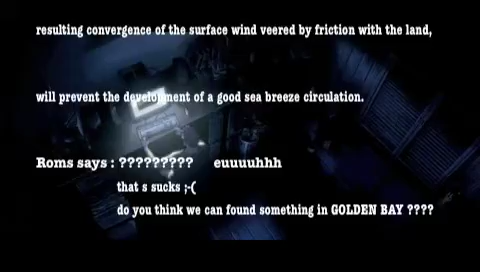 resulting convergence of the surface wind veered by friction with the land,
will prevent the development of a good sea breeze circulation.
Roms says : ????????? euuuuhhh
that s sucks ;-(
do you think we can found something in GOLDEN BAY ????